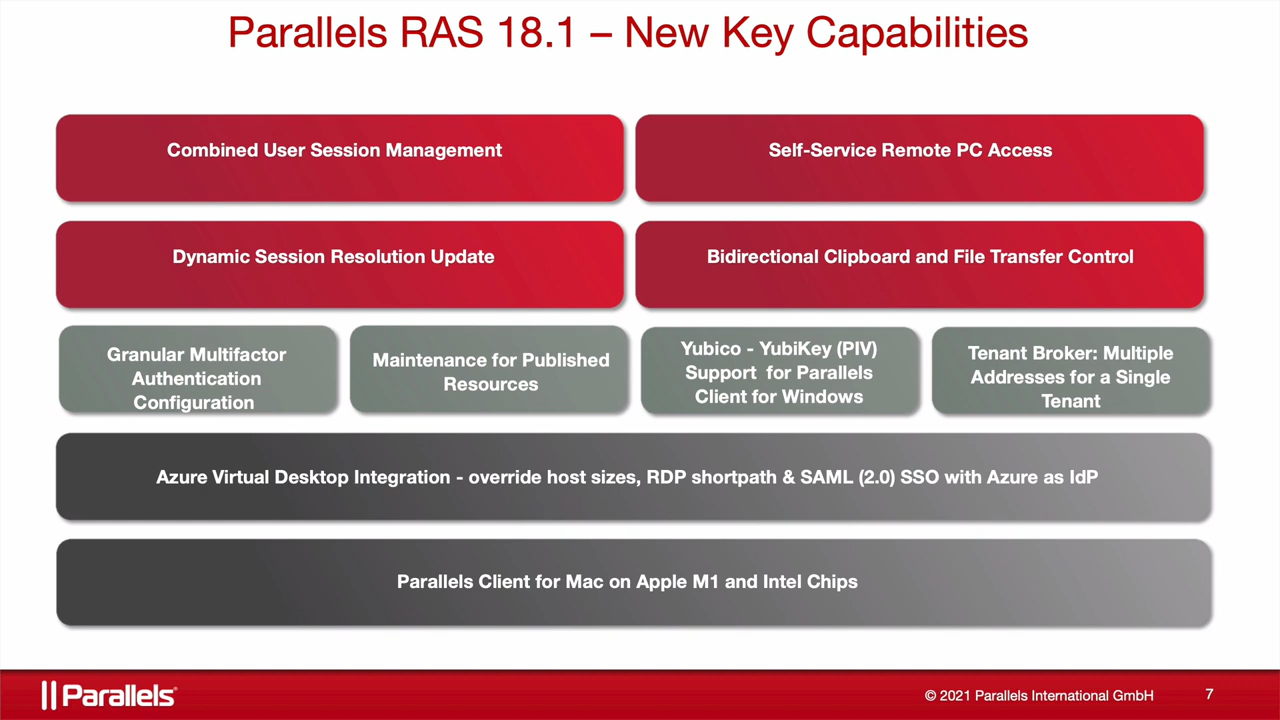 Parallels RAS 18.1 – New Key Capabilities
Combined User Session Management
Self-Service Remote PC Access
Dynamic Session Resolution Update
Bidirectional Clipboard and File Transfer Control
Granular Multifactor
Authentication
Configuration
Maintenance for Published
Resources
Yubico - YubiKey (PIV)
Support for Parallels
Client for Windows
Tenant Broker: Multiple
Addresses for a Single
Tenant
Azure Virtual Desktop Integration - override host sizes, RDP shortpath & SAML (2.0) SSO with Azure as IdP
Parallels Client for Mac on Apple M1 and Intel Chips
Parallels®
© 2021 Parallels International GmbH
7